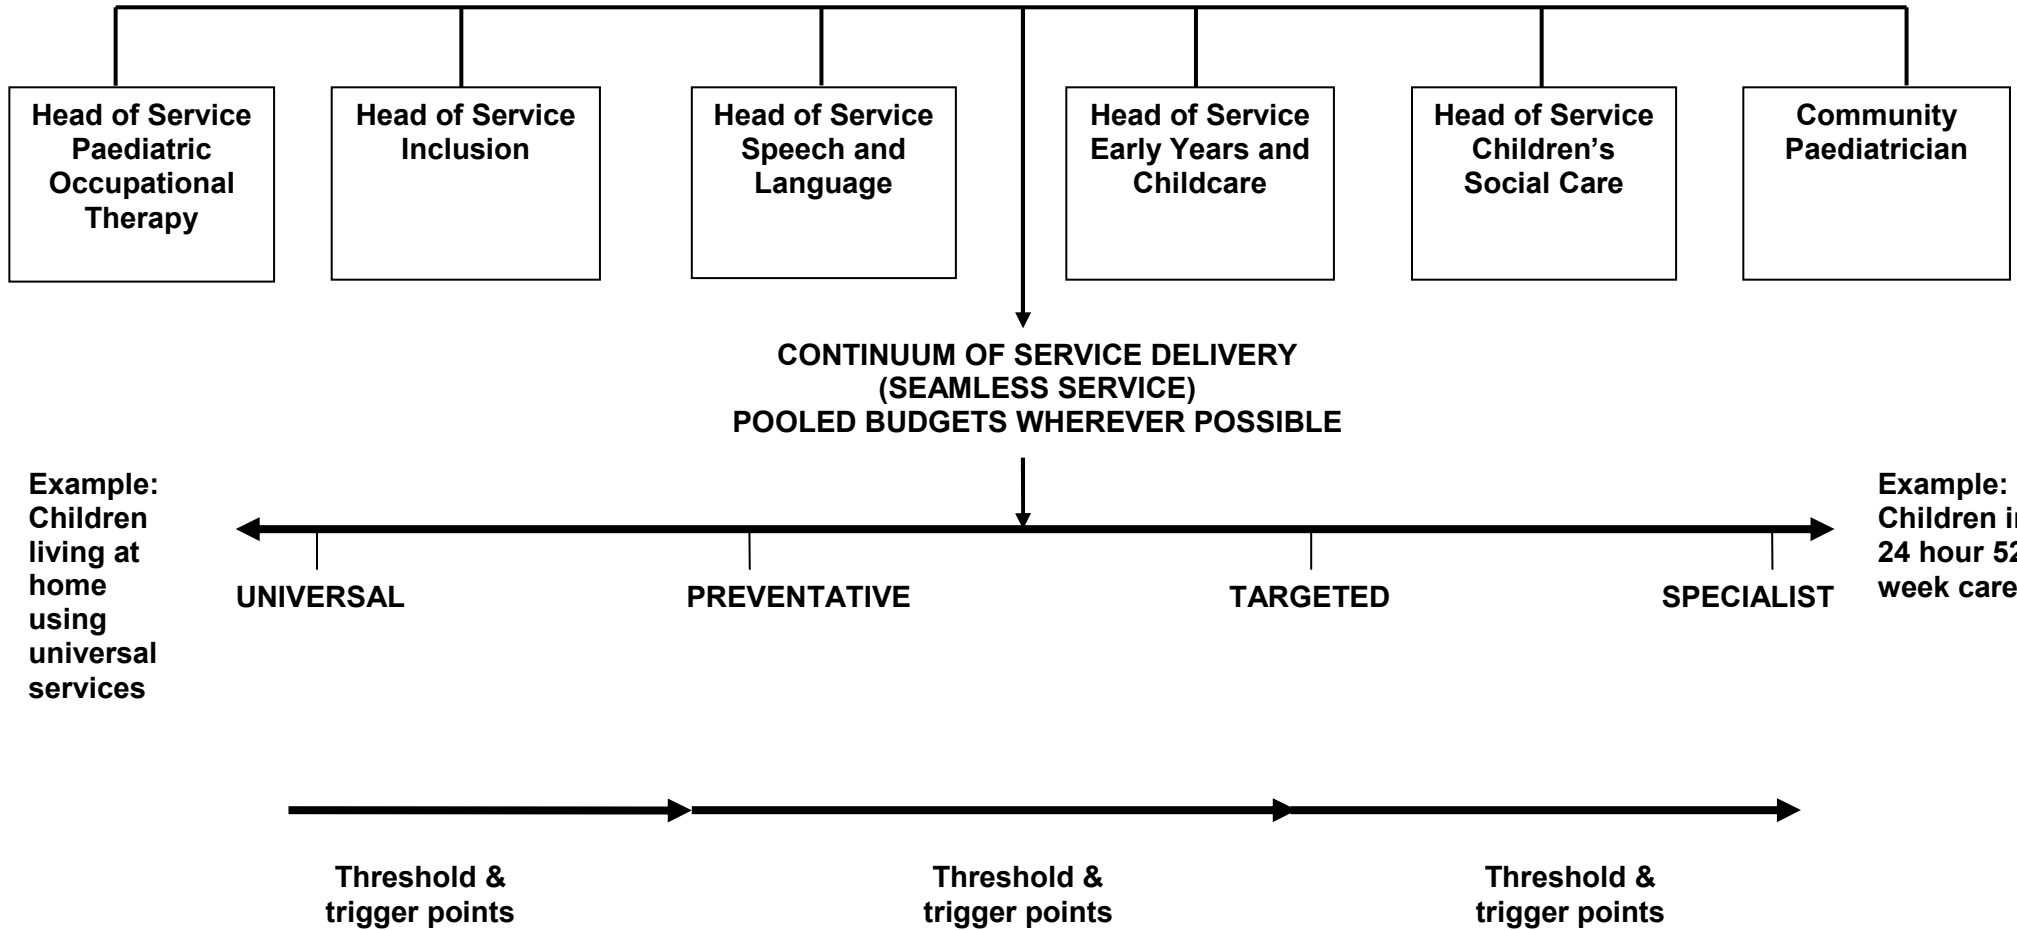 Head of Service
Paediatric
Occupational
Therapy
Head of Service
Inclusion
Head of Service
Speech and
Language
Head of Service
Early Years and
Childcare
Head of Service
Children’s
Social Care
Community
Paediatrician
CONTINUUM OF SERVICE DELIVERY
(SEAMLESS SERVICE)
POOLED BUDGETS WHEREVER POSSIBLE
Example:
Children
living at
home
using
universal
services
UNIVERSAL
PREVENTATIVE
TARGETED
SPECIALIST
Example:
Children
24 hour
week care
Threshold &
trigger points
Threshold &
trigger points
Threshold &
trigger points